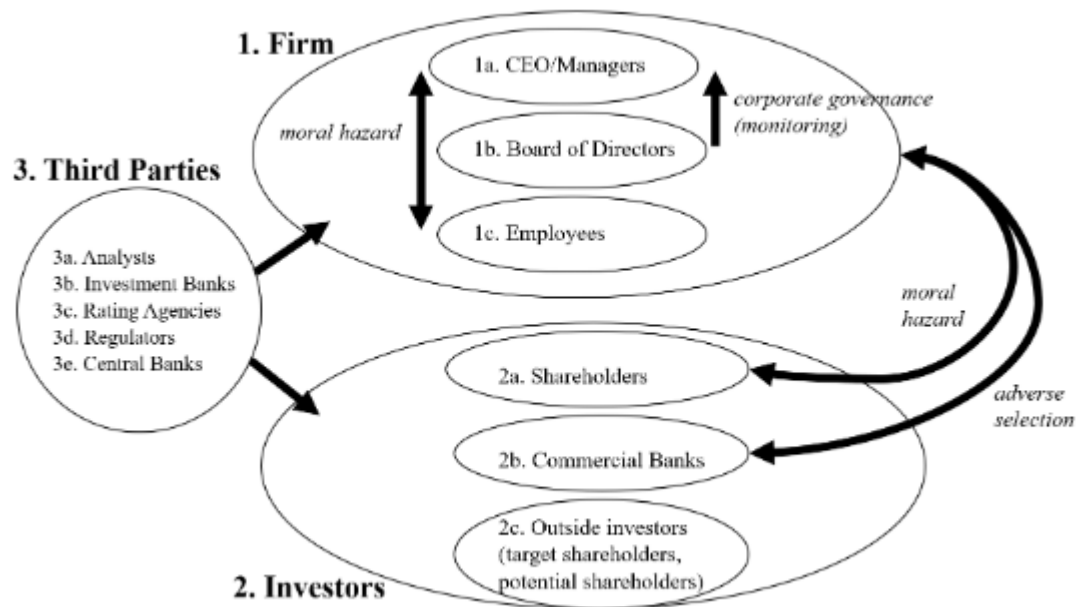 1. Firm
1a. CEO/Managers
moral hazard
corporate governance
(monitoring)
1b. Board of Directors
1c. Employees
3. Third Parties
3a. Analysts
3b. Investment Banks
3c. Rating Agencies
3d. Regulators
3e. Central Banks
moral
hazard
adverse
selection
2a. Shareholders
2b. Commercial Banks
2c. Outside investors
(target shareholders,
potential shareholders)
2. Investors